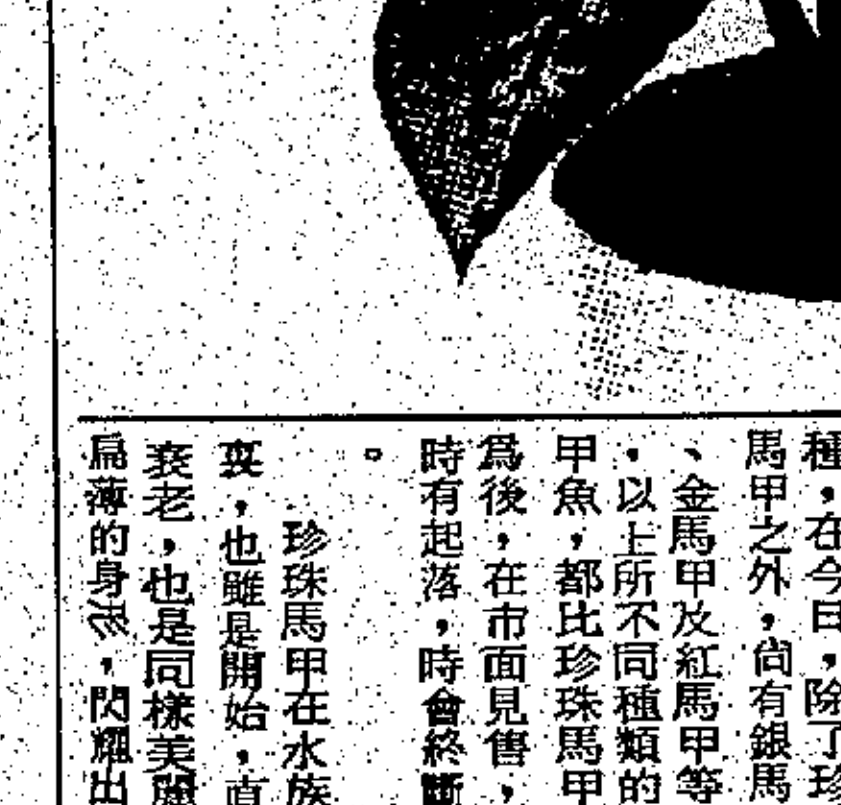 種，在今日，除了珍
馬甲之外，尚有銀馬
、金馬甲及紅馬甲等
，以上所不同種類的
甲魚，都比珍珠馬甲
爲後，在市面見售，
時有起落，時會終斷
。
珍珠馬甲在水族
，也雖是開始，直
衰老，也是同樣美麗
扁薄的身形，閃耀出